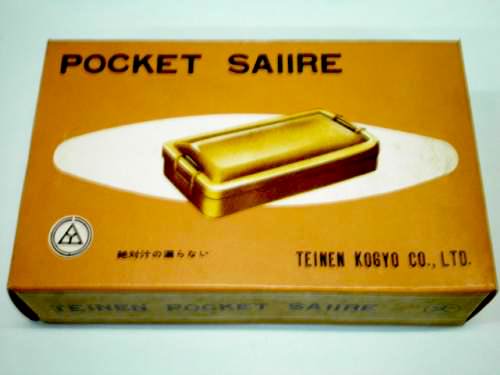 POCKET SAIIRE
絶対汁の漏らない
TEINEN KOGYO CO., LTD.
TEINEN POCKET SAIIRE